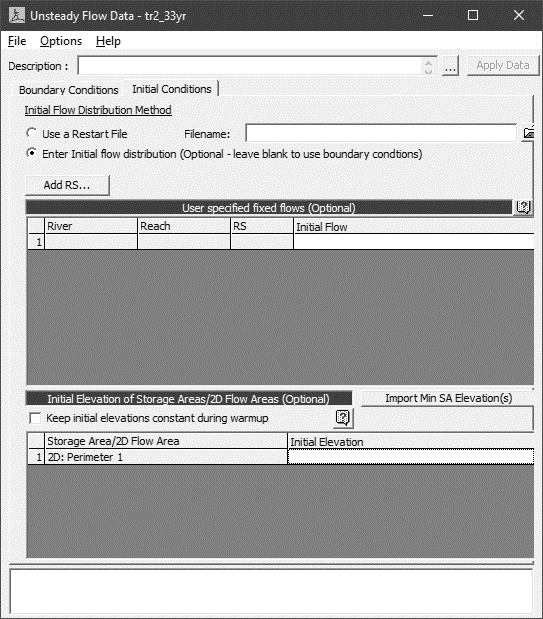 Unsteady Flow Data - tr2_33yr
File Options Help
Description : ... Apply Data
Boundary Conditions Initial Conditions
Initial Flow Distribution Method
Use a Restart File Filename:
Enter Initial flow distribution (Optional - leave blank to use boundary condtions)
Add RS...
User specified fixed flows (Optional)
River Reach RS Initial Flow
1
Initial Elevation of Storage Areas/2D Flow Areas (Optional) Import Min SA Elevation(s)
Keep initial elevations constant during warmup
Storage Area/2D Flow Area Initial Elevation
1 2D: Perimeter 1